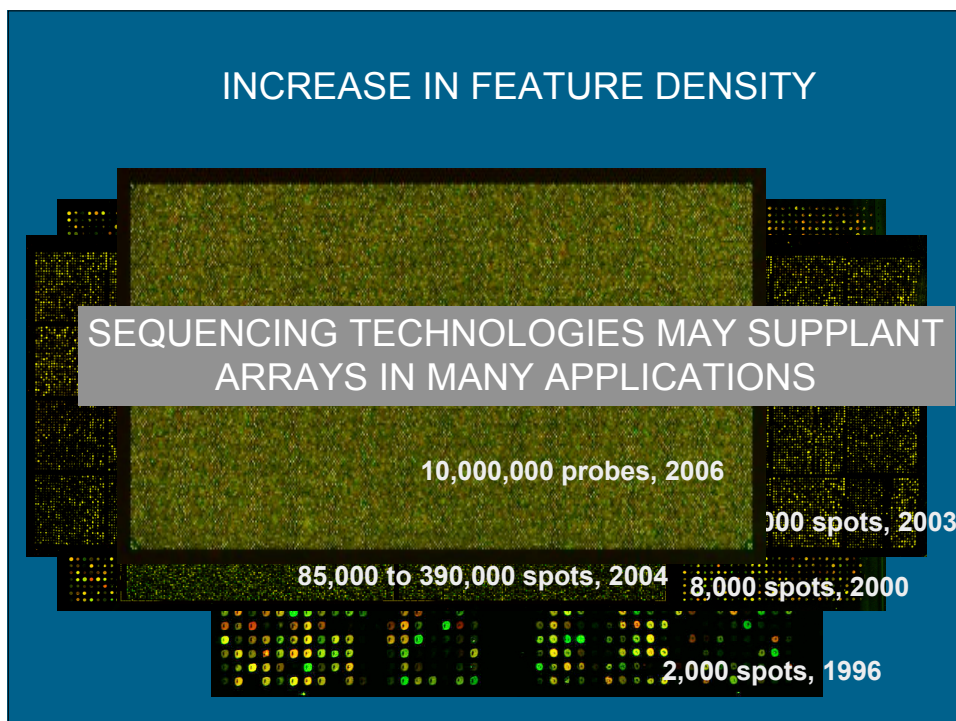 INCREASE IN FEATURE DENSITY
SEQUENCING TECHNOLOGIES MAY SUPPLANT
ARRAYS IN MANY APPLICATIONS
10,000,000 probes, 2006
000 spots, 2003
85,000 to 390,000 spots, 2004
8,000 spots, 2000
2,000 spots, 1996